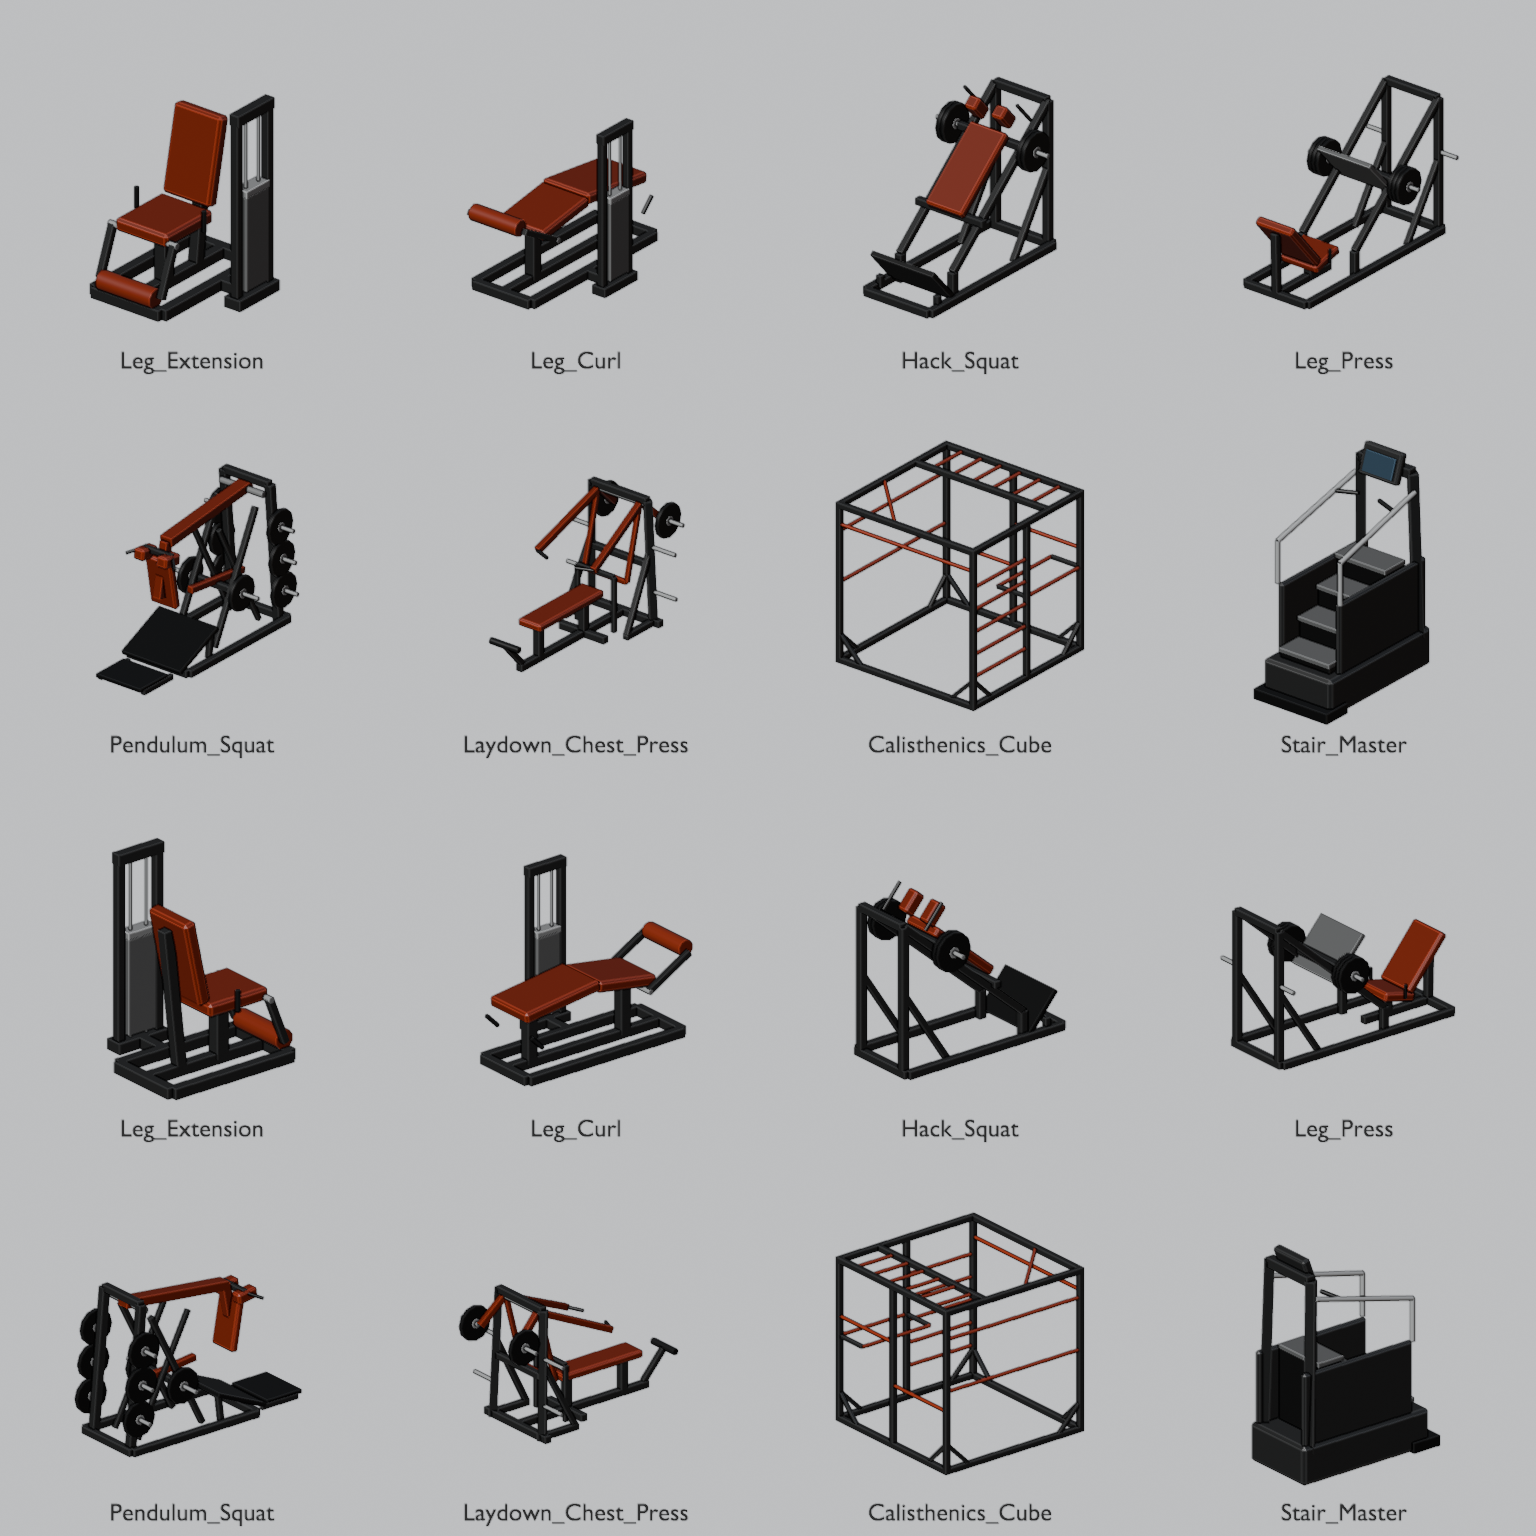 Leg_Extension
Leg_Curl
Hack_Squat
Leg_Press
Pendulum_Squat
Laydown_Chest_Press
Calisthenics_Cube
Stair_Master
Leg_Extension
Leg_Curl
Hack_Squat
Leg_Press
Pendulum_Squat
Laydown_Chest_Press
Calisthenics_Cube
Stair_Master